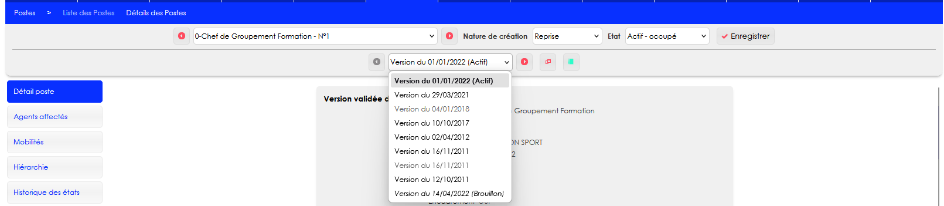 Postes > Liste des Postes Détails des Postes
0-Chef de Groupement Formation - N°1 Nature de création Reprise Etat Actif - occupé Enregistrer
Version du 01/01/2022 (Actif)
Détail poste
Agents affectés
Mobilités
Hiérarchie
Historique des états
Version validée d
Groupement Formation
ON SPORT
2
Version du 01/01/2022 (Actif)
Version du 29/03/2021
Version du 04/01/2018
Version du 10/10/2017
Version du 02/04/2012
Version du 16/11/2011
Version du 16/11/2011
Version du 12/10/2011
Version du 14/04/2022 (Brouillon)